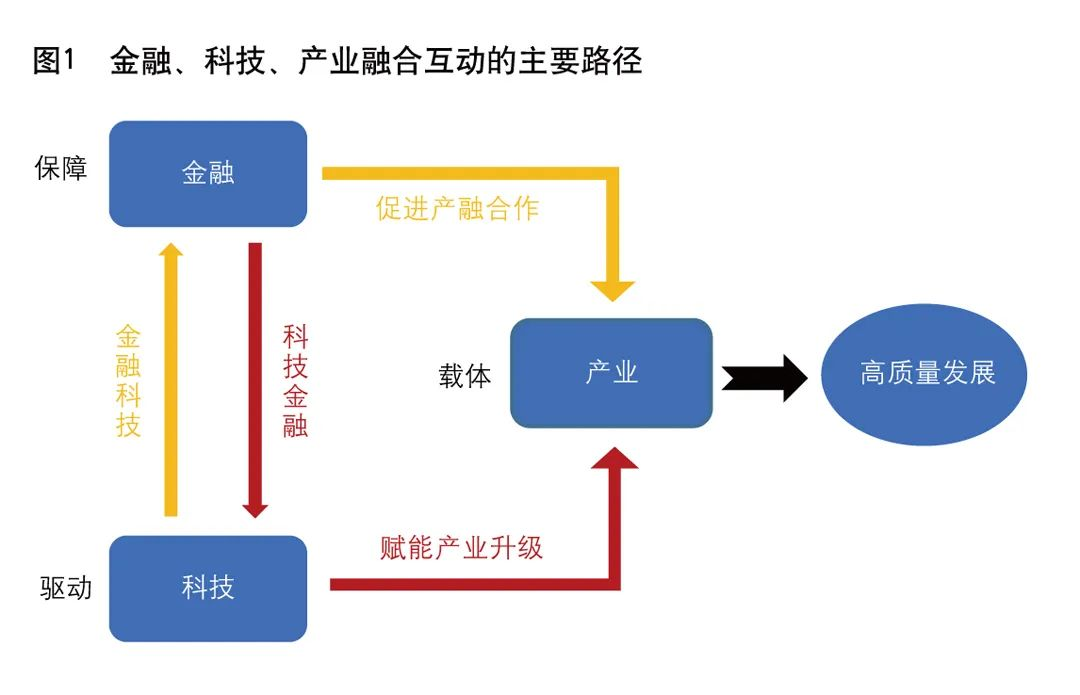 图1 金融、科技、产业融合互动的主要路径
保障
金融
促进产融合作
金融科技
科技金融
载体
产业
高质量发展
赋能产业升级
驱动
科技